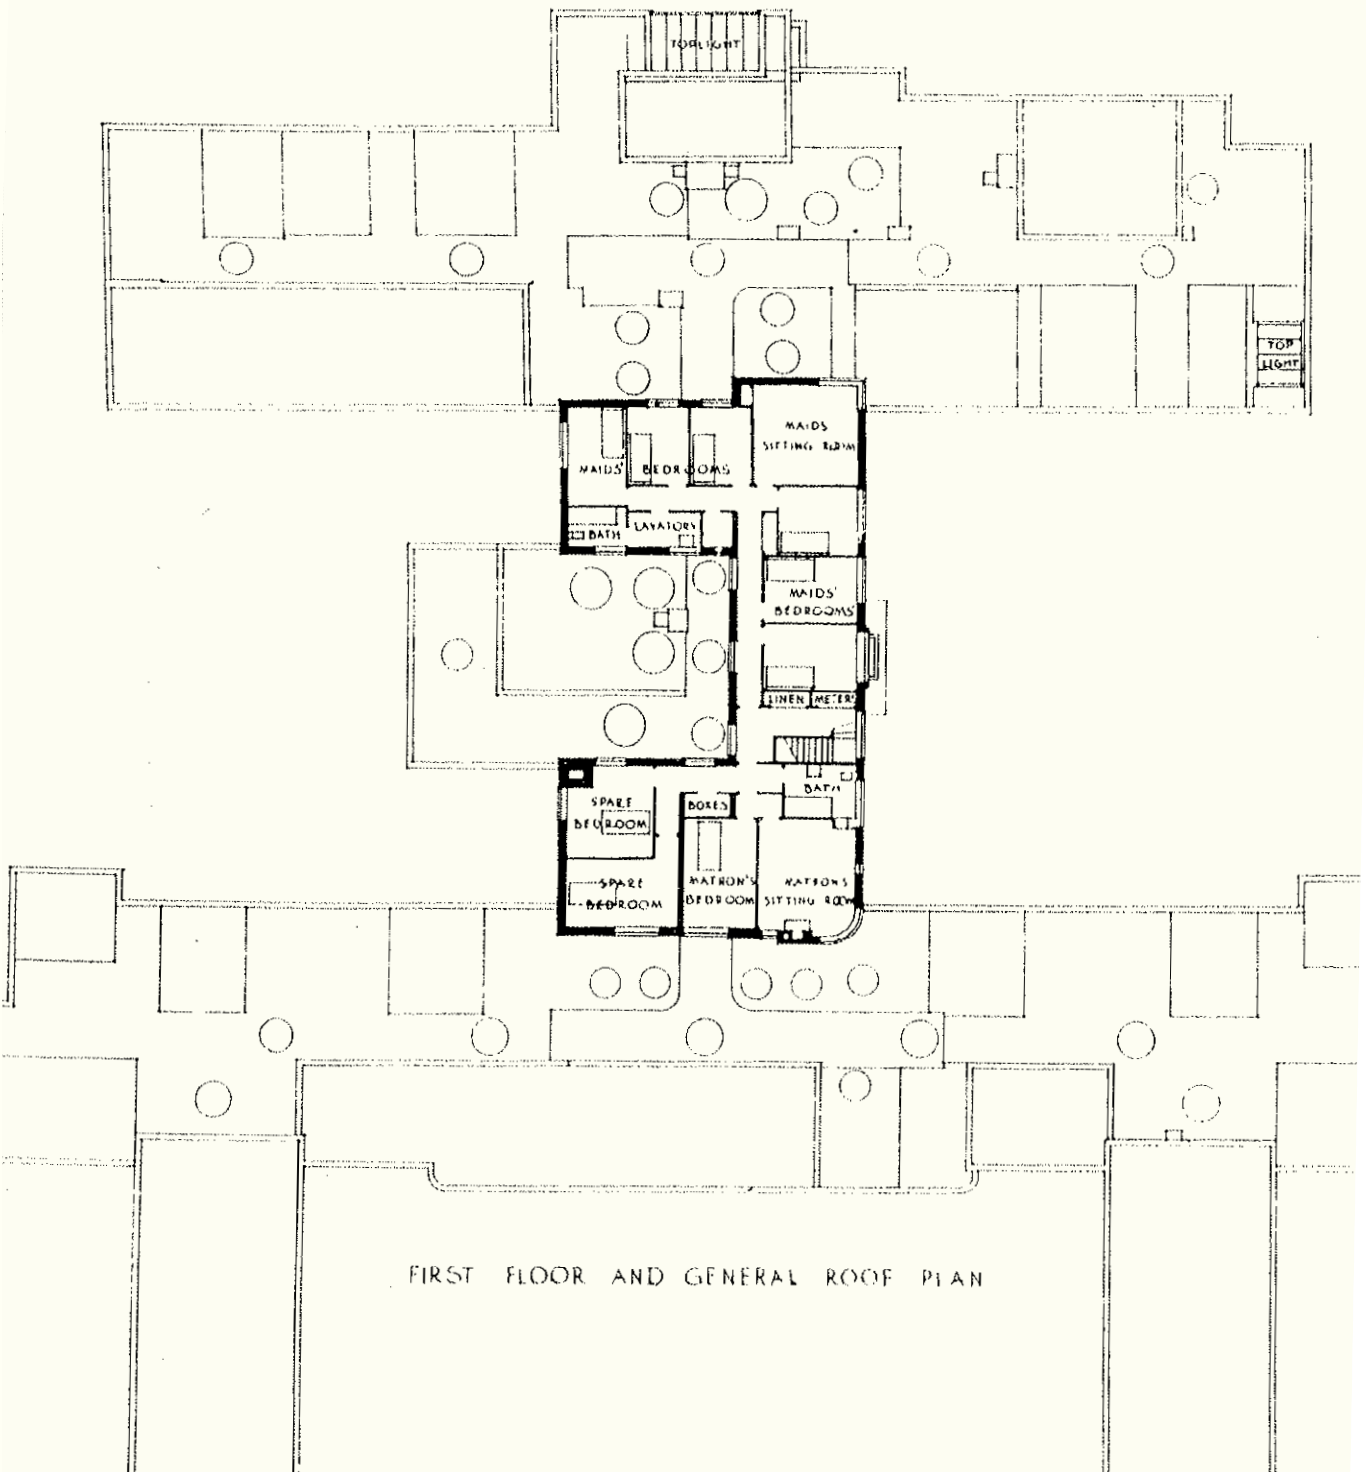 TOPLIGHT
TOP
LIGHT
MAIDS
SITTING ROOM
MAIDS' BEDROOMS
LAVATORY
BATH
MAIDS'
BEDROOMS
LINEN METERS
BATH
SPARE
BEDROOM
BOXES
SPARE
BEDROOM
MATRON'S
BEDROOM
MATRONS
SITTING ROOM
FIRST FLOOR AND GENERAL ROOF PLAN